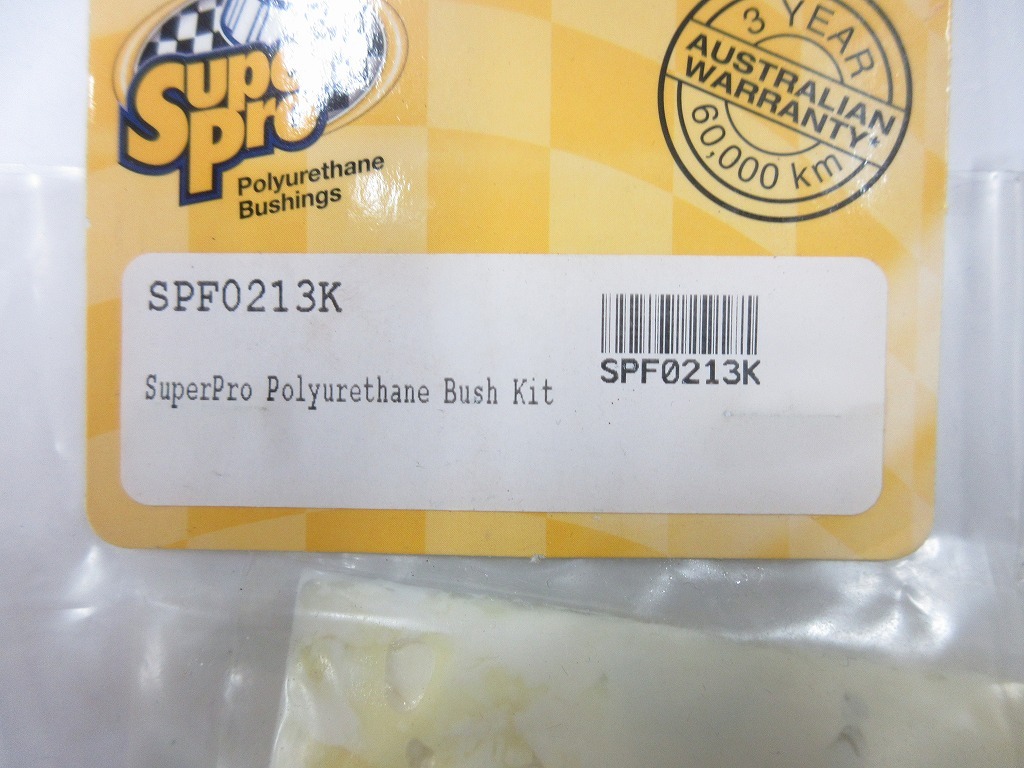 Super
Pro
Polyurethane
Bushings
3 YEAR
AUSTRALIAN
WARRANTY*
60,000 km
SPF0213K
SPF0213K
SuperPro Polyurethane Bush Kit